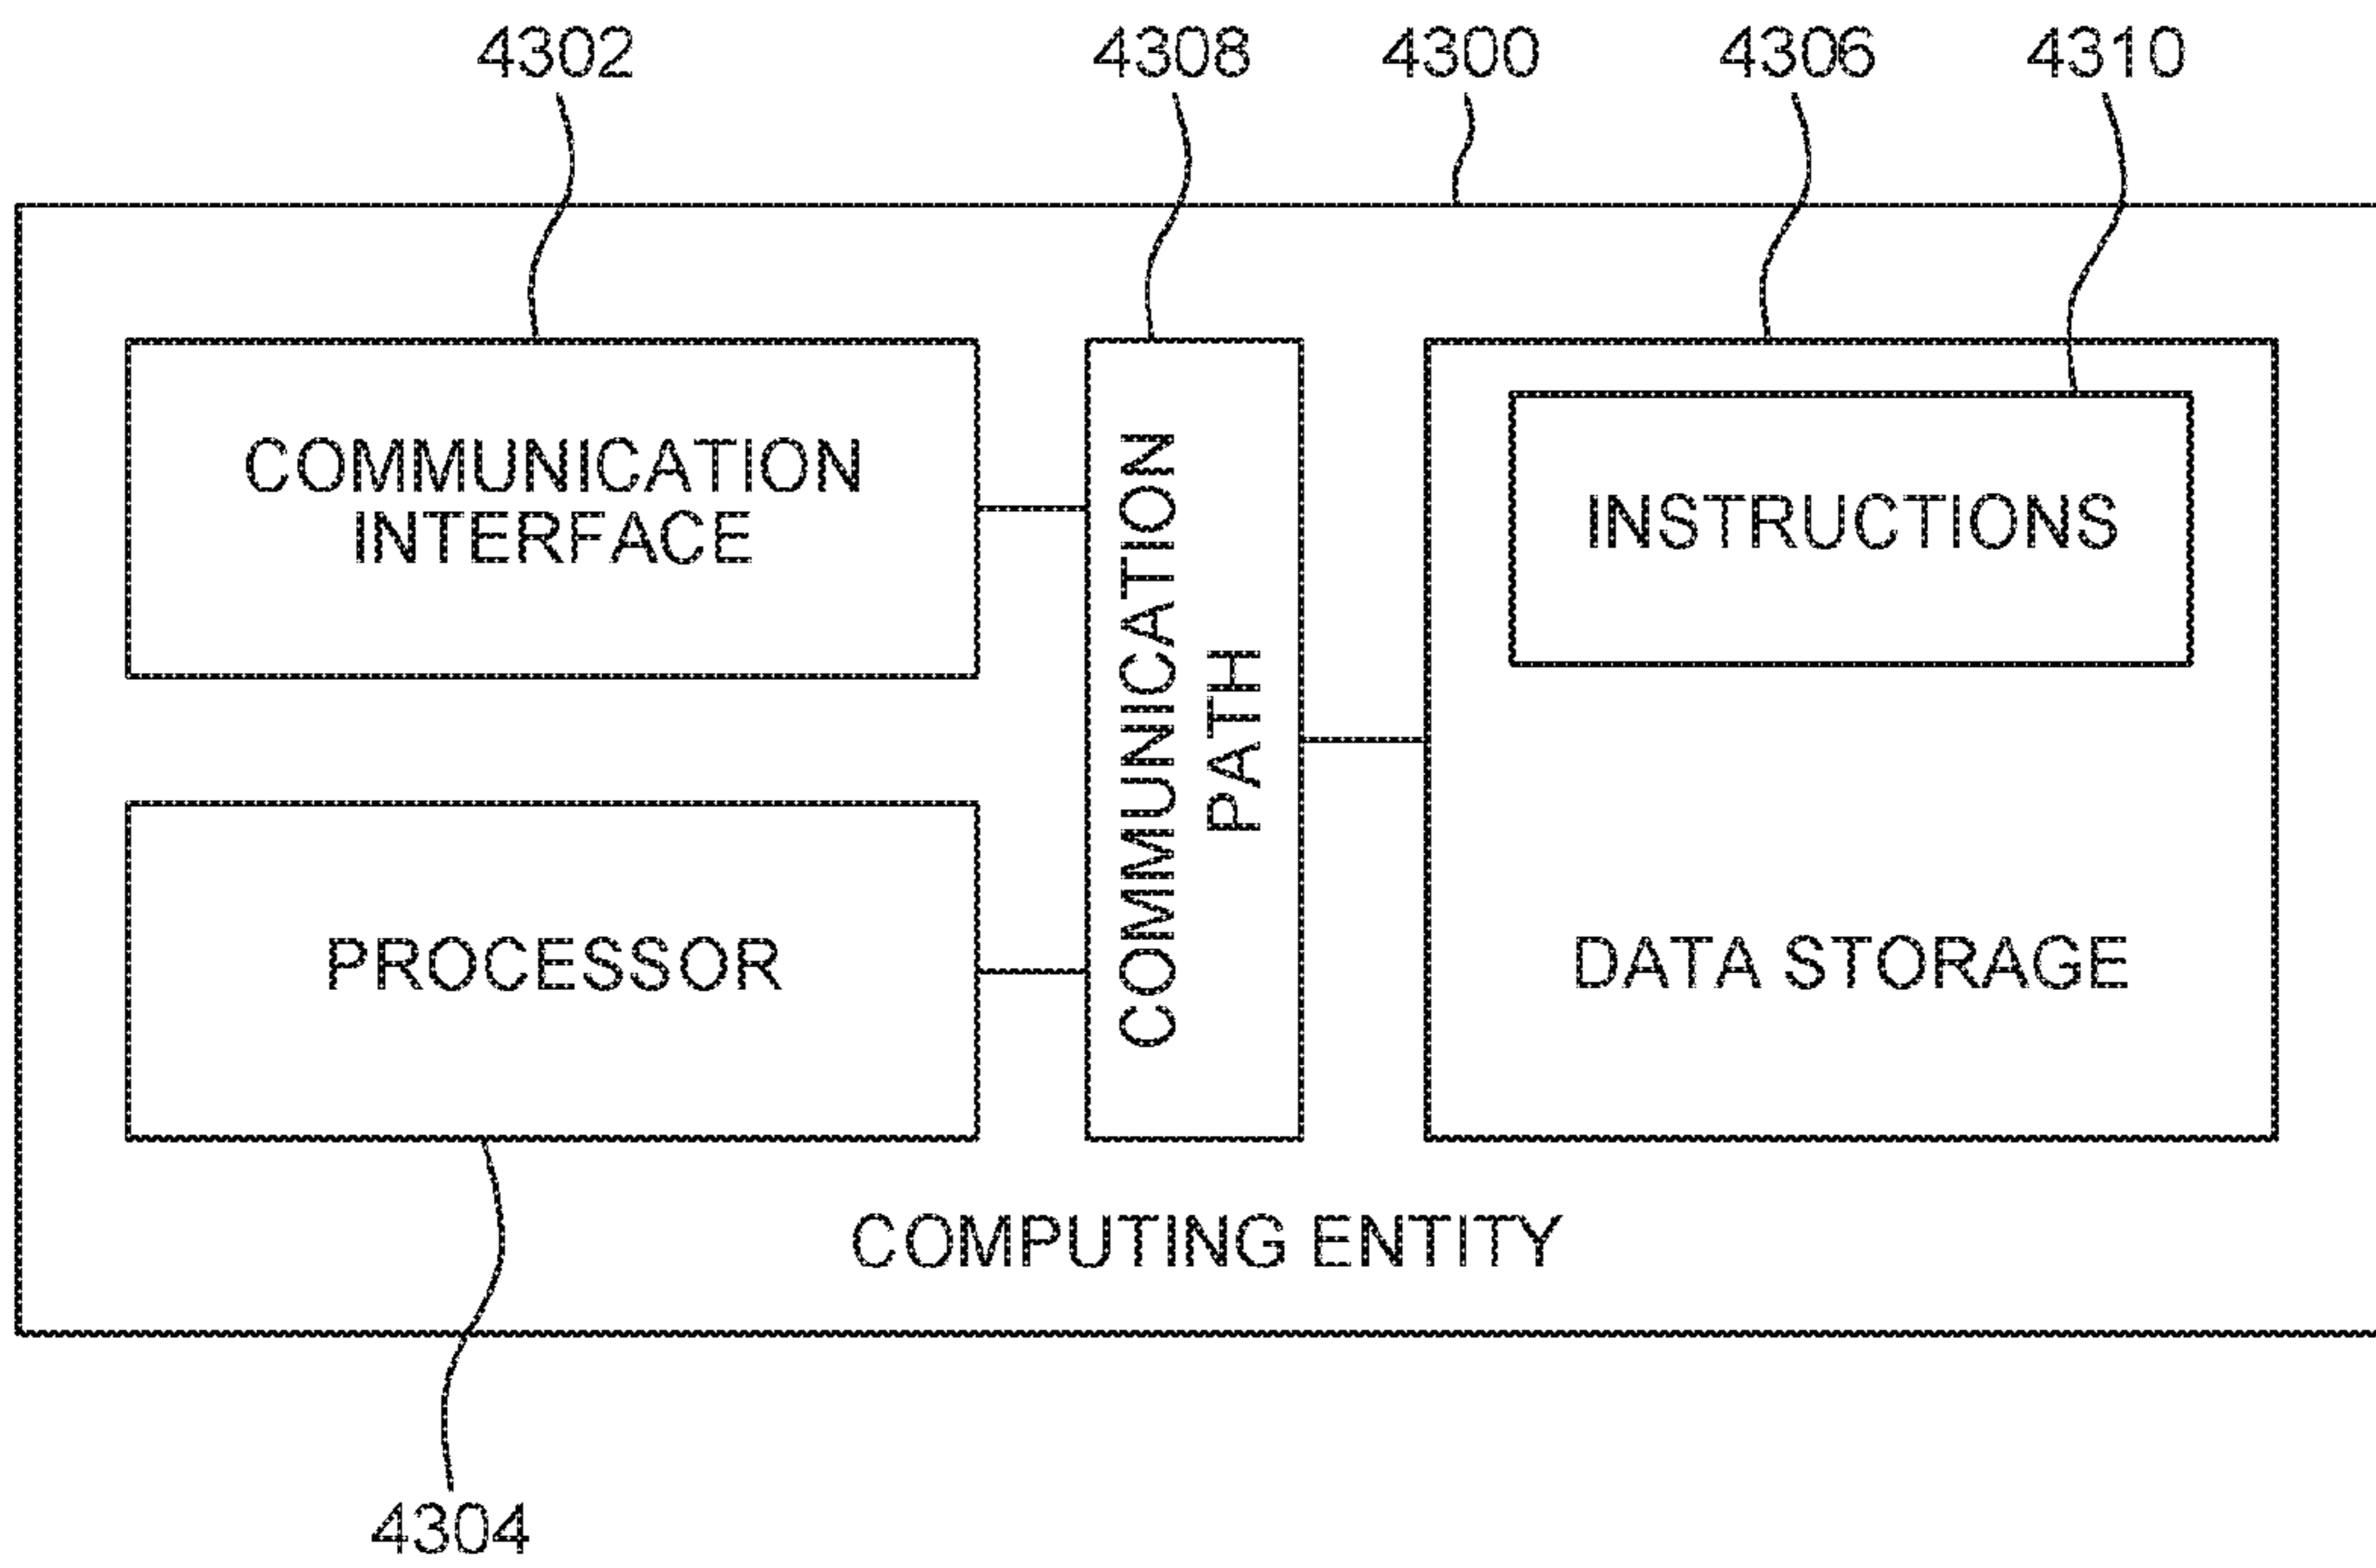 4302
4308
4300
4306
4310
COMMUNICATION
INTERFACE
COMMUNICATION
PATH
INSTRUCTIONS
PROCESSOR
DATA STORAGE
COMPUTING ENTITY
4304